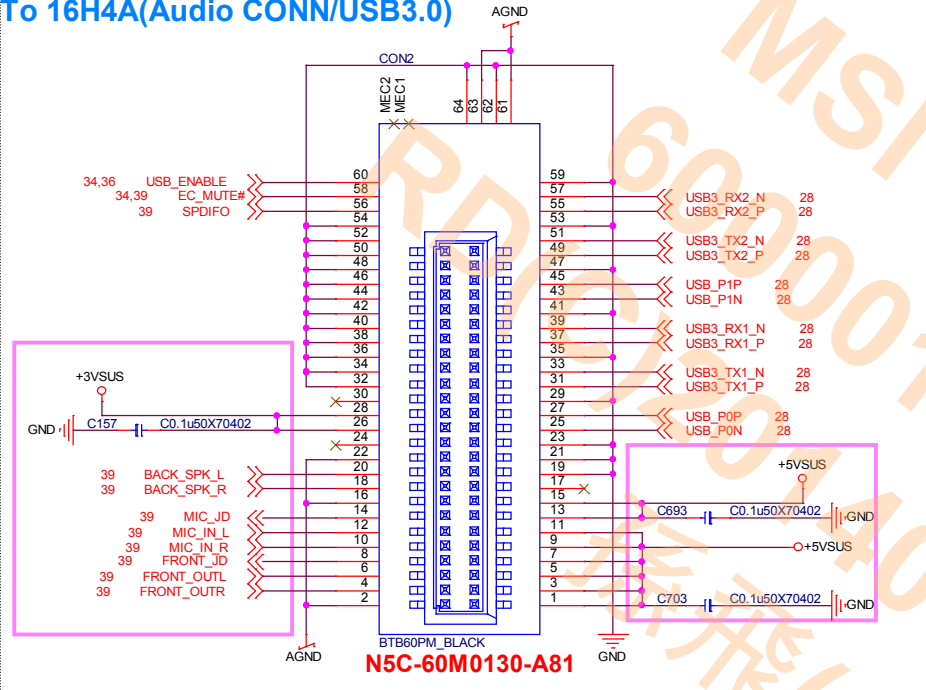 To 16H4A(Audio CONN/USB3.0)
AGND
CON2
MEC2
MEC1
64
63
62
61
34,36 USB_ENABLE 60
34,39 EC_MUTE# 58
39 SPDIFO 56
54
52
50
48
46
44
42
40
38
36
34
32
30
28
26
24
22
20
18
16
14
12
10
8
6
4
2
59
57 USB3_RX2_N 28
55 USB3_RX2_P 28
53
51 USB3_TX2_N 28
49 USB3_TX2_P 28
47
45 USB_P1P 28
43 USB_P1N 28
41
39 USB3_RX1_N 28
37 USB3_RX1_P 28
35
33 USB3_TX1_N 28
31 USB3_TX1_P 28
29
27 USB_P0P 28
25 USB_P0N 28
23
21
19
17
15
13
11
9
7
5
3
1
+3VSUS
GND C157 C0.1u50X70402
39 BACK_SPK_L
39 BACK_SPK_R
39 MIC_JD
39 MIC_IN_L
39 MIC_IN_R
39 FRONT_JD
39 FRONT_OUTL
39 FRONT_OUTR
+5VSUS
C693 C0.1u50X70402 GND
+5VSUS
C703 C0.1u50X70402 GND
AGND
BTB60PM_BLACK
N5C-60M0130-A81
GND
MSI
RD(C)20140